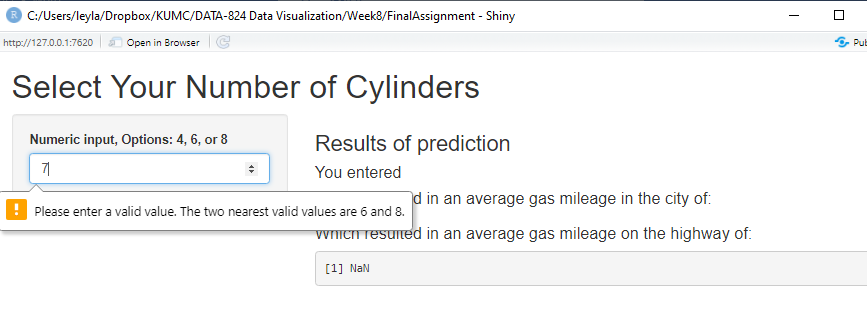 C:/Users/leyla/Dropbox/KUMC/DATA-824 Data Visualization/Week8/FinalAssignment - Shiny
http://127.0.0.1:7620 Open in Browser Pub
Select Your Number of Cylinders
Numeric input, Options: 4, 6, or 8
7
Please enter a valid value. The two nearest valid values are 6 and 8.
Results of prediction
You entered
d in an average gas mileage in the city of:
Which resulted in an average gas mileage on the highway of:
[1] NaN